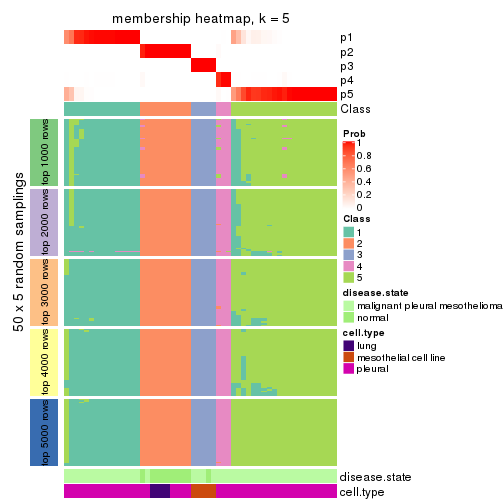 membership heatmap, k = 5
p1
p2
p3
p4
p5
Class
50 x 5 random samplings
top 1000 rows
top 2000 rows
top 3000 rows
top 4000 rows
top 5000 rows
disease.state
cell.type
Prob
1
0.8
0.6
0.4
0.2
0
Class
1
2
3
4
5
disease.state
malignant pleural mesothelioma
normal
cell.type
lung
mesothelial cell line
pleural